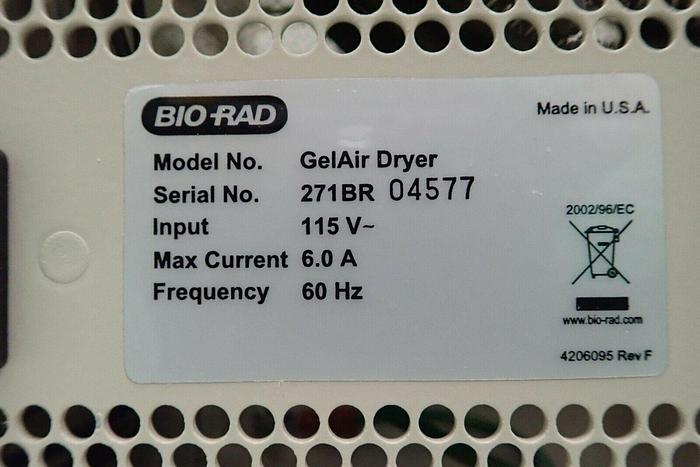 BIO-RAD
Made in U.S.A.
Model No. GelAir Dryer
Serial No. 271BR 04577
Input 115 V~
Max Current 6.0 A
Frequency 60 Hz
2002/96/EC
www.bio-rad.com
4206095 Rev F